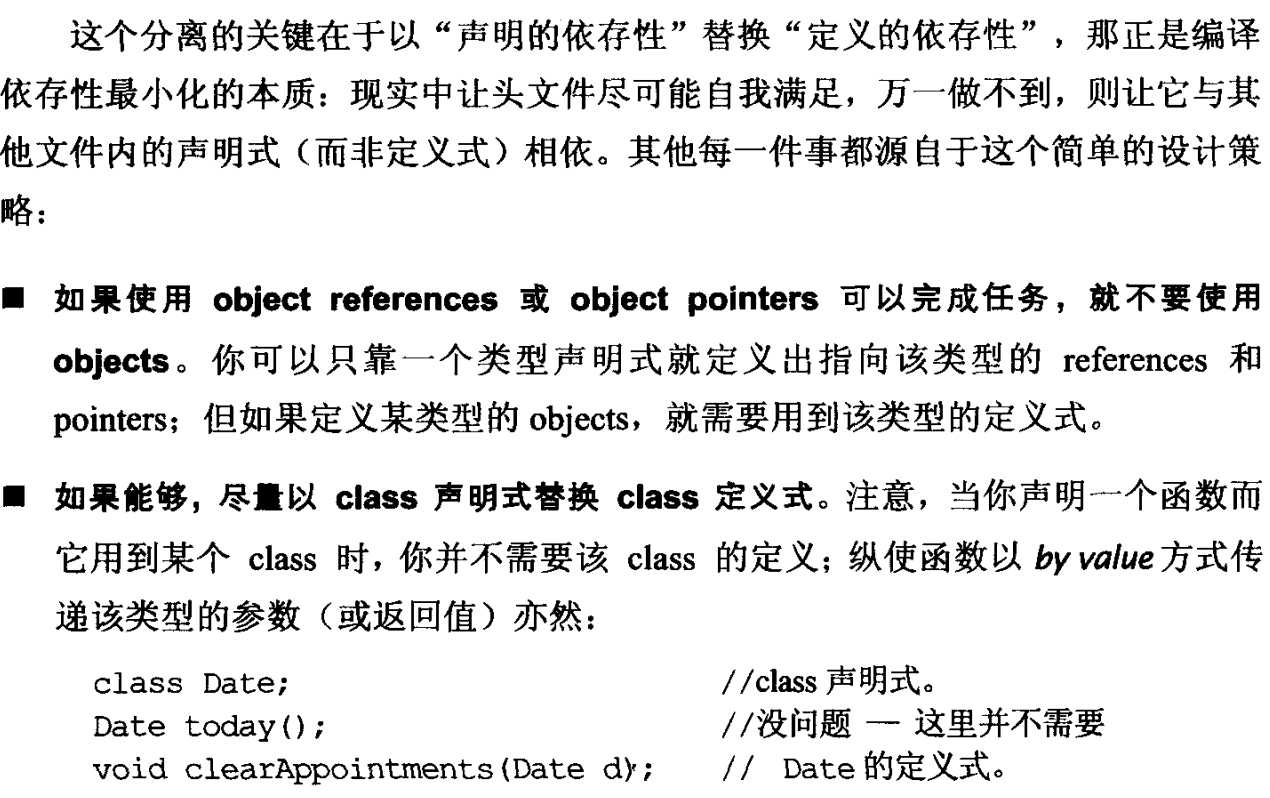 这个分离的关键在于以“声明的依存性”替换“定义的依存性”，那正是编译
依存性最小化的本质：现实中让头文件尽可能自我满足，万一做不到，则让它与其
他文件内的声明式（而非定义式）相依。其他每一件事都源自于这个简单的设计策
略：
■ 如果使用 object references 或 object pointers 可以完成任务，就不要使用
objects。你可以只靠一个类型声明式就定义出指向该类型的 references 和
pointers；但如果定义某类型的 objects，就需要用到该类型的定义式。
■ 如果能够，尽量以 class 声明式替换 class 定义式。注意，当你声明一个函数而
它用到某个 class 时，你并不需要该 class 的定义；纵使函数以 by value 方式传
递该类型的参数（或返回值）亦然：
class Date; //class 声明式。
Date today(); //没问题 — 这里并不需要
void clearAppointments(Date d); // Date 的定义式。